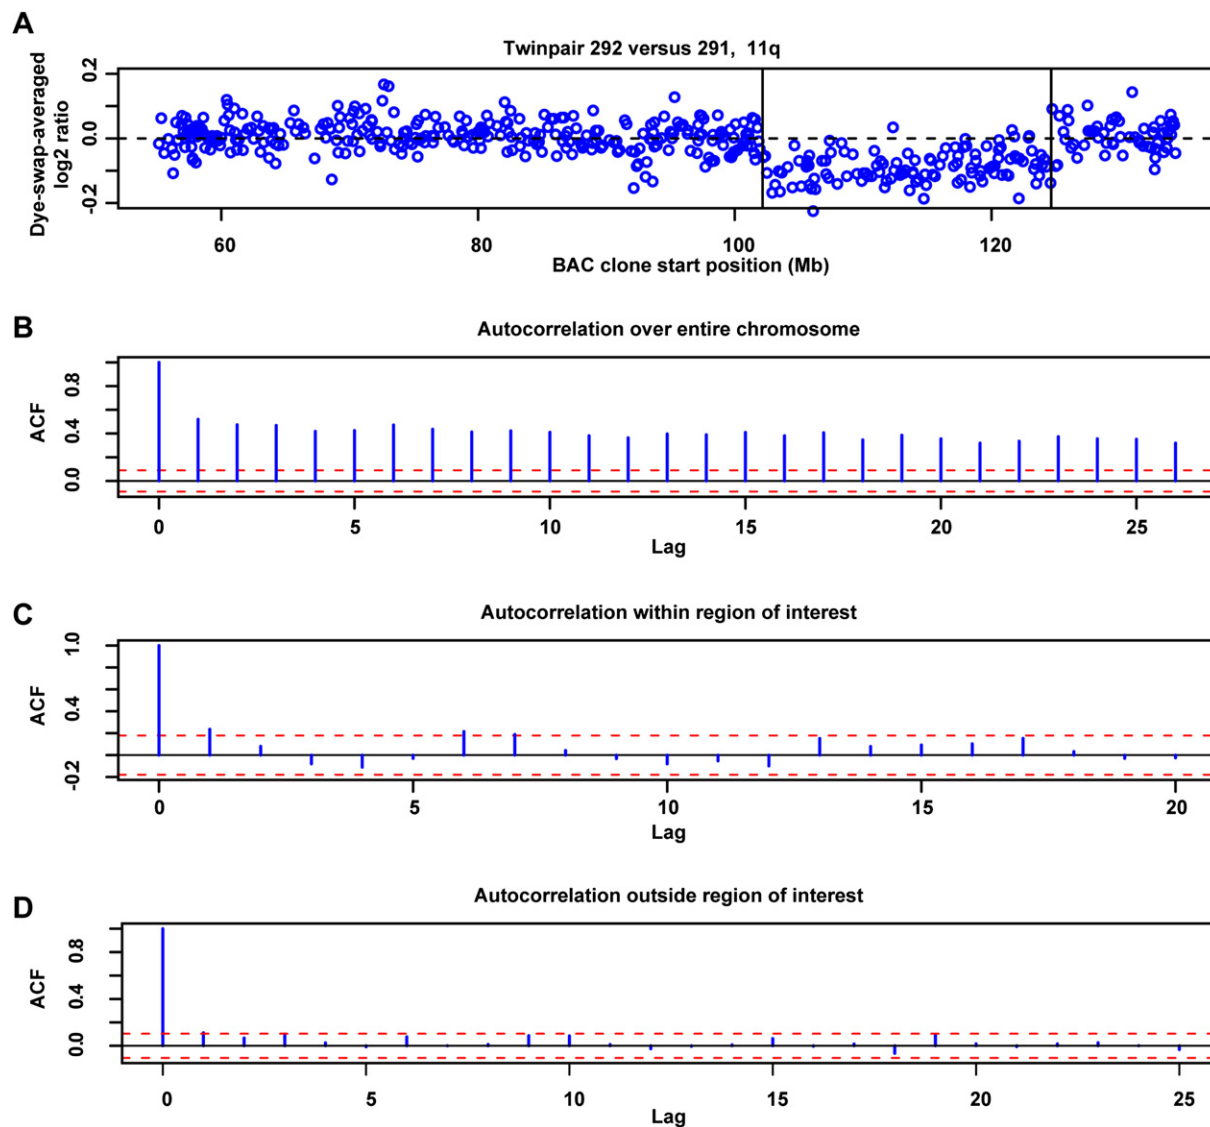 A
Twinpair 292 versus 291, 11q
Dye-swap-averaged
log2 ratio
0.2
0.0
-0.2
60
80
100
120
BAC clone start position (Mb)
B
Autocorrelation over entire chromosome
ACF
0.8
0.4
0.0
0
5
10
15
20
25
Lag
C
Autocorrelation within region of interest
ACF
1.0
0.4
-0.2
0
5
10
15
20
Lag
D
Autocorrelation outside region of interest
ACF
0.8
0.4
0.0
0
5
10
15
20
25
Lag